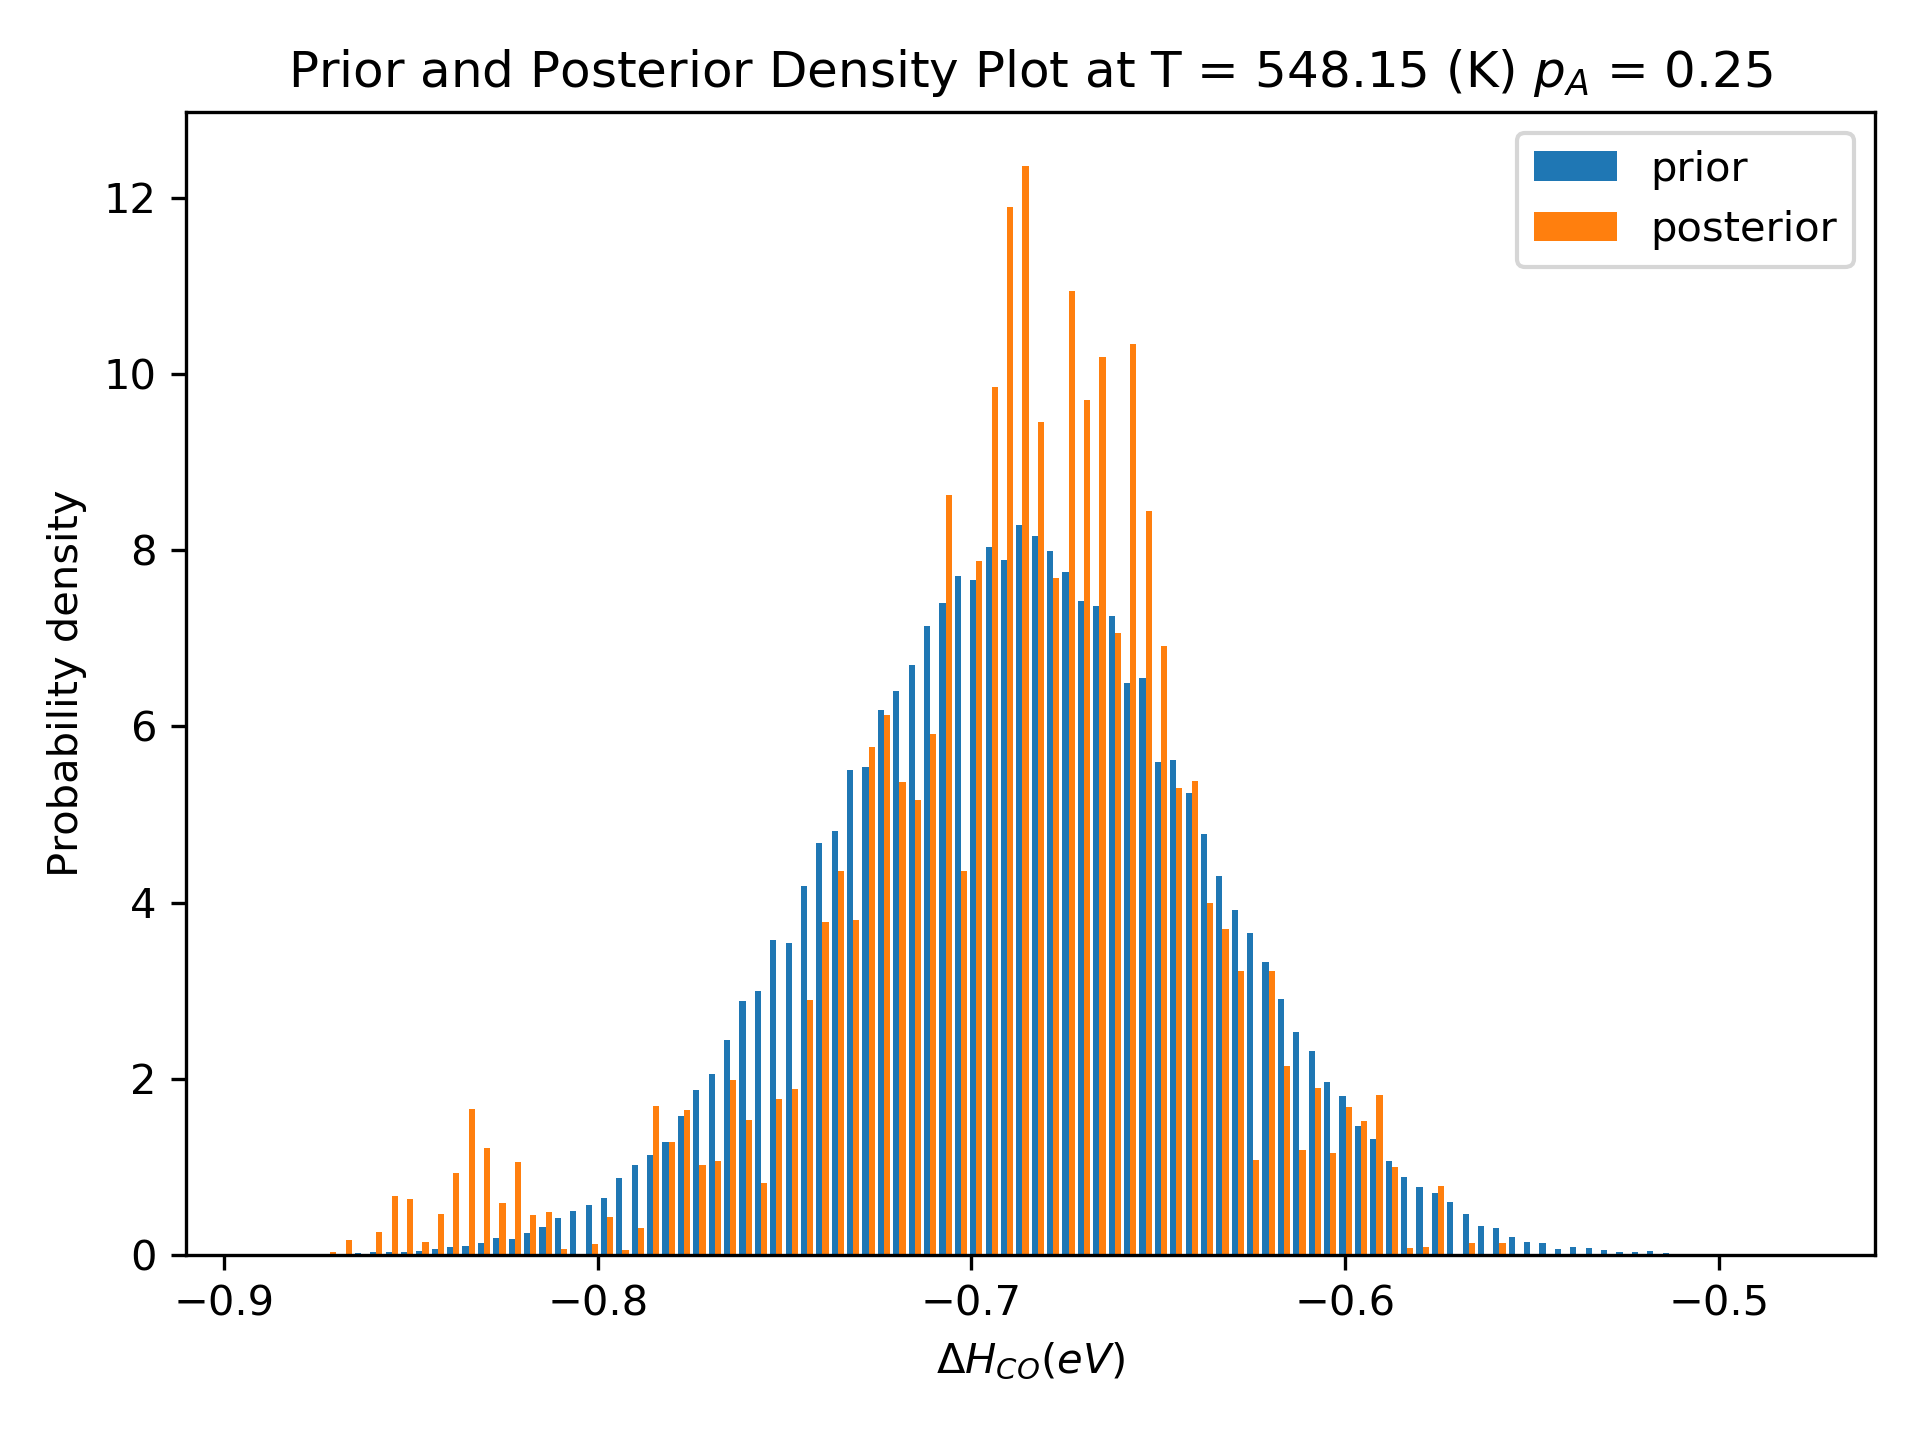 Prior and Posterior Density Plot at T = 548.15 (K) p_A = 0.25
prior
posterior
12
10
8
6
4
2
0
Probability density
−0.9 −0.8 −0.7 −0.6 −0.5
ΔH_CO(eV)